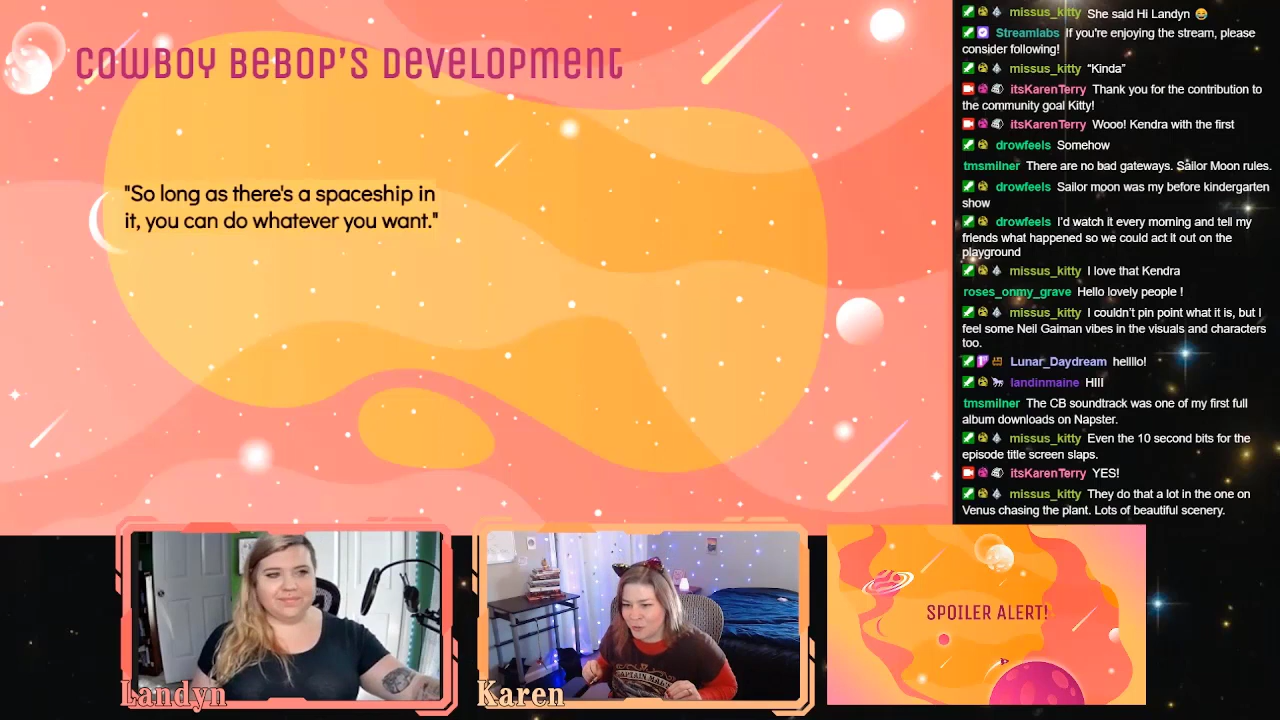 COWBOY BEBOP'S DEVELOPMENT
"So long as there's a spaceship in
it, you can do whatever you want."
missus_kitty She said Hi Landyn 😂
Streamlabs If you're enjoying the stream, please
consider following!
missus_kitty “Kinda”
itsKarenTerry Thank you for the contribution to
the community goal Kitty!
itsKarenTerry Wooo! Kendra with the first
drowfeels Somehow
tmsmilner There are no bad gateways. Sailor Moon rules.
drowfeels Sailor moon was my before kindergarten
show
drowfeels I’d watch it every morning and tell my
friends what happened so we could act it out on the
playground
missus_kitty I love that Kendra
roses_onmy_grave Hello lovely people !
missus_kitty I couldn’t pin point what it is, but I
feel some Neil Gaiman vibes in the visuals and characters
too.
Lunar_Daydream hellllo!
landinmaine HIII
tmsmilner The CB soundtrack was one of my first full
album downloads on Napster.
missus_kitty Even the 10 second bits for the
episode title screen slaps.
itsKarenTerry YES!
missus_kitty They do that a lot in the one on
Venus chasing the plant. Lots of beautiful scenery.
SPOILER ALERT!
Landyn
Karen